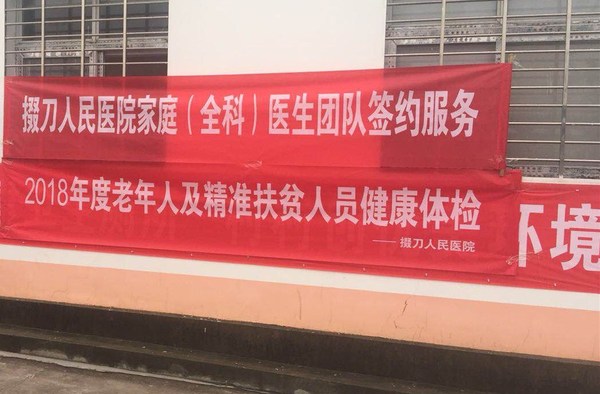 掇刀人民医院家庭（全科）医生团队签约服务
2018年度老年人及精准扶贫人员健康体检
——掇刀人民医院
环境